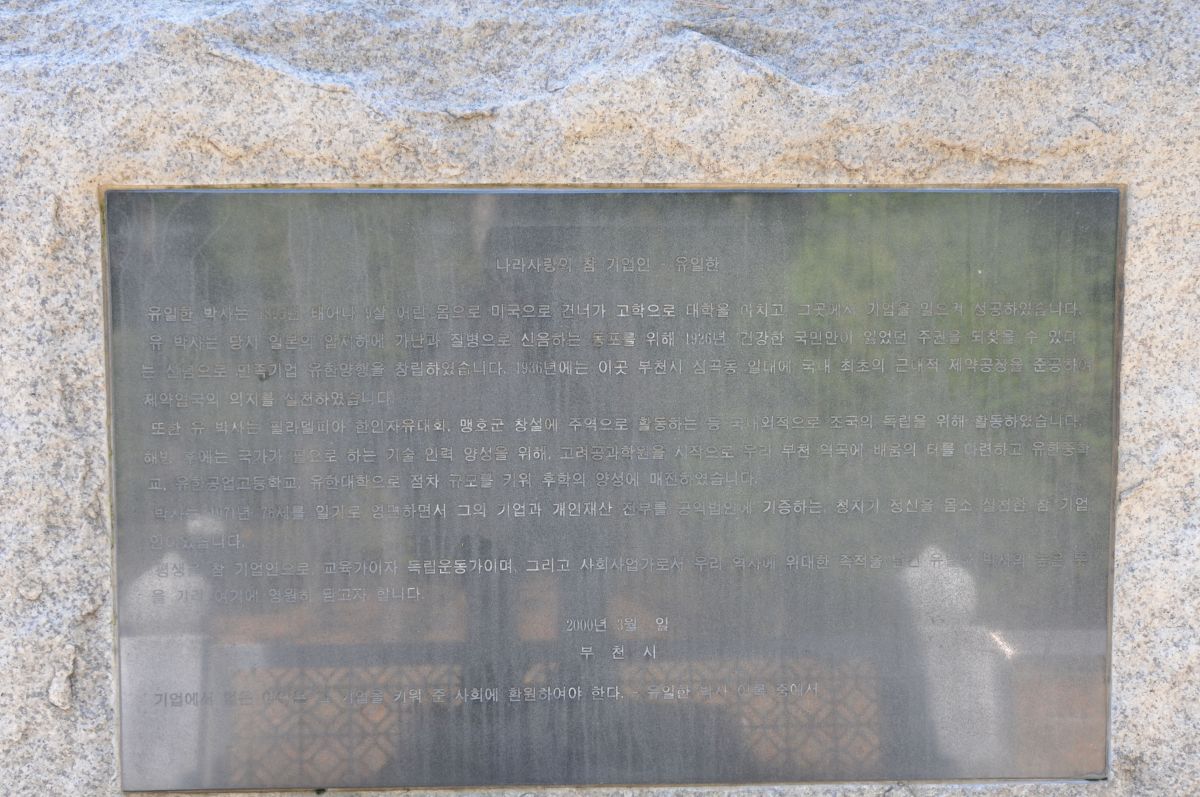 나라사랑의 참 기업인 - 유일한
유일한 박사는 1895년 태어나 9살 어린 몸으로 미국으로 건너가 고학으로 대학을 마치고 그곳에서 기업을 일으켜 성공하였습니다.
유 박사는 당시 일본의 압제하에 가난과 질병으로 신음하는 동포를 위해 1926년 건강한 국민만이 잃었던 주권을 되찾을 수 있다
는 신념으로 민족기업 유한양행을 창립하였습니다. 1936년에는 이곳 부천시 심곡동 일대에 국내 최초의 근대적 제약공장을 준공하여
제약입국의 의지를 실천하였습니다.
또한 유 박사는 필라델피아 한인자유대회, 맹호군 창설에 주역으로 활동하는 등 국내외적으로 조국의 독립을 위해 활동하였습니다.
해방 후에는 국가가 필요로 하는 기술 인력 양성을 위해, 고려공과학원을 시작으로 우리 부천 역곡에 배움의 터를 마련하고 유한중학
교, 유한공업고등학교, 유한대학으로 점차 규모를 키워 후학의 양성에 매진하였습니다.
박사는 1971년 76세를 일기로 영면하면서 그의 기업과 개인재산 전부를 공익법인에 기증하는, 청지기 정신을 몸소 실천한 참 기업
인이었습니다.
평생을 참 기업인으로 교육가이자 독립운동가이며, 그리고 사회사업가로서 우리 역사에 위대한 족적을 남긴 박사의 높은 뜻
을 기려 여기에 영원히 담고자 합니다.
2000년 3월 일
부 천 시
기업에서 얻은 이익은 그 기업을 키워 준 사회에 환원하여야 한다. - 유일한 박사 어록 중에서